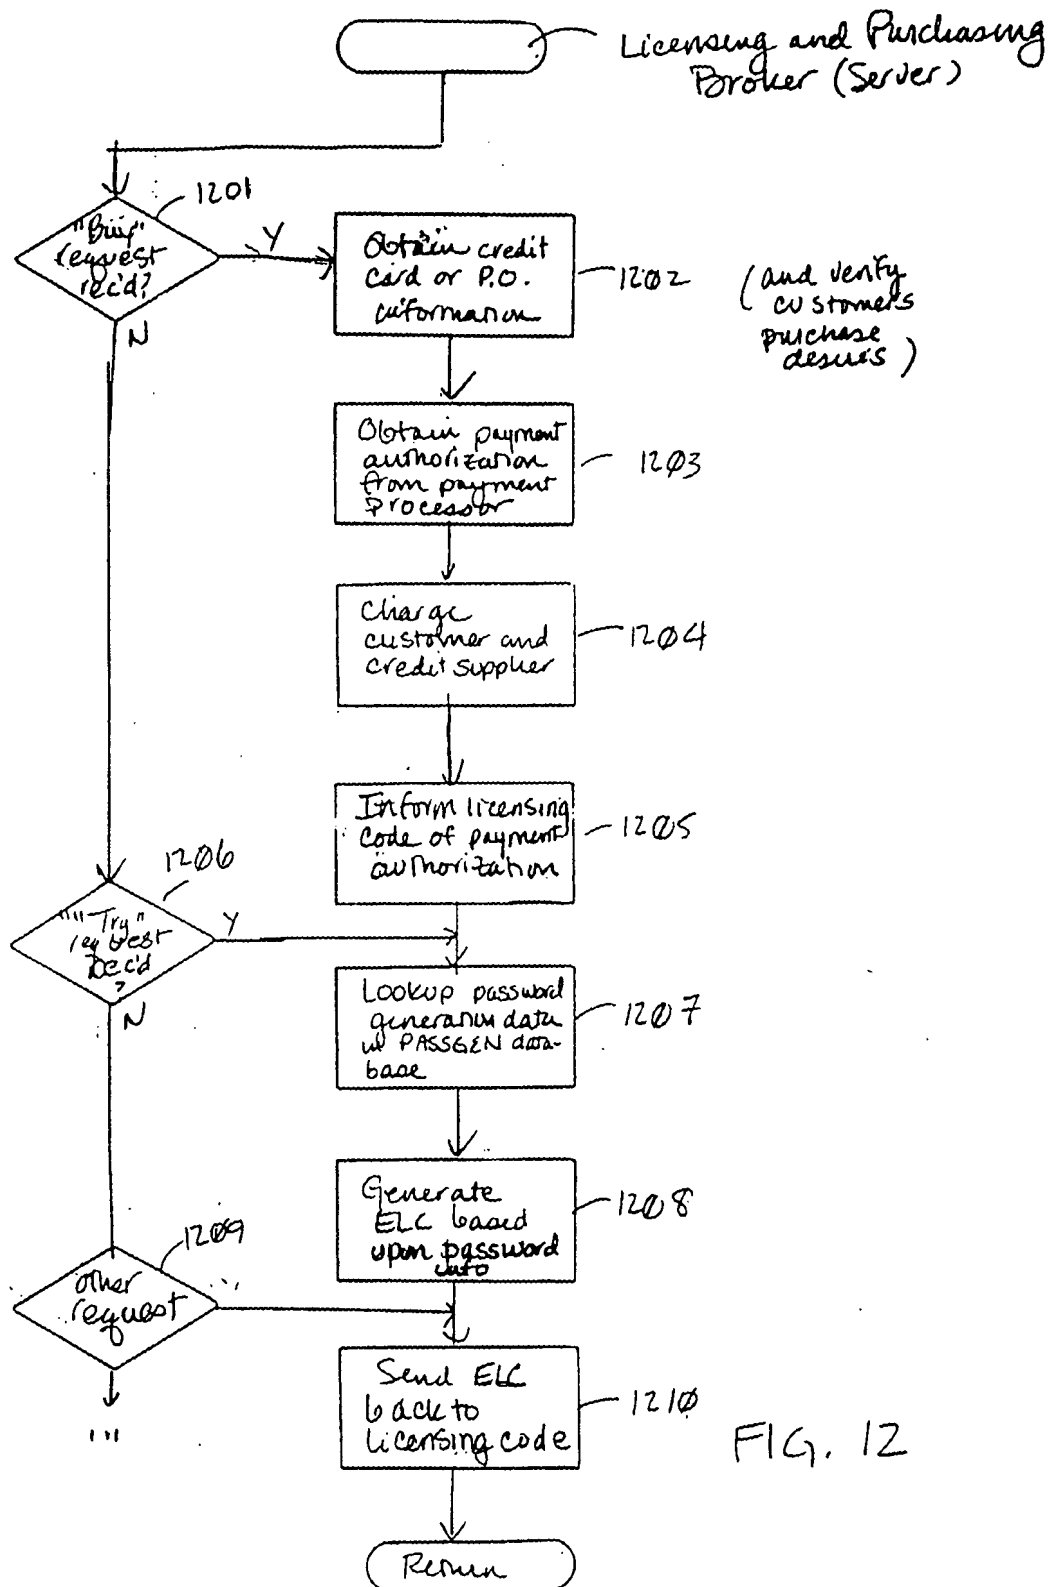 Licensing and Purchasing
Broker (Server)
1201
"Buy"
request
rec'd?
Y
N
Obtain credit
card or P.O.
information
1202
(and verify
customers
purchase
desires)
Obtain payment
authorization
from payment
processor
1203
Charge
customer and
credit supplier
1204
Inform licensing
code of payment
authorization
1205
1206
"Try"
request
rec'd
?
Y
N
Lookup password
generation data
in PASSGEN data-
base
1207
Generate
ELC based
upon password
info
1208
1209
other
request
...
...
Send ELC
back to
licensing code
1210
FIG. 12
Return